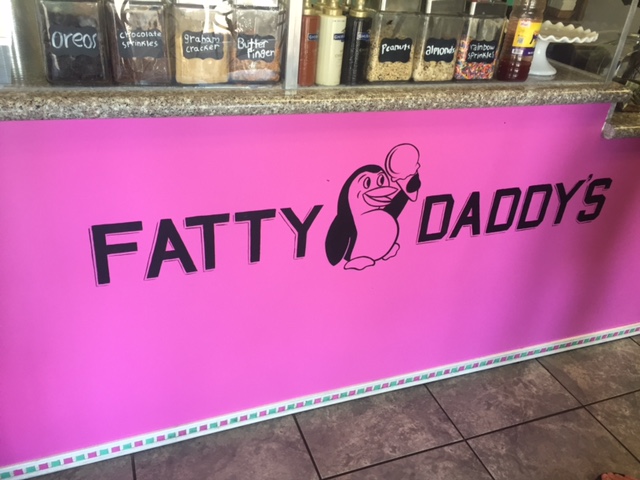 oreos
chocolate
sprinkles
graham
cracker
Butter
finger
Peanuts
almonds
rainbow
sprinkles
FATTY DADDY'S